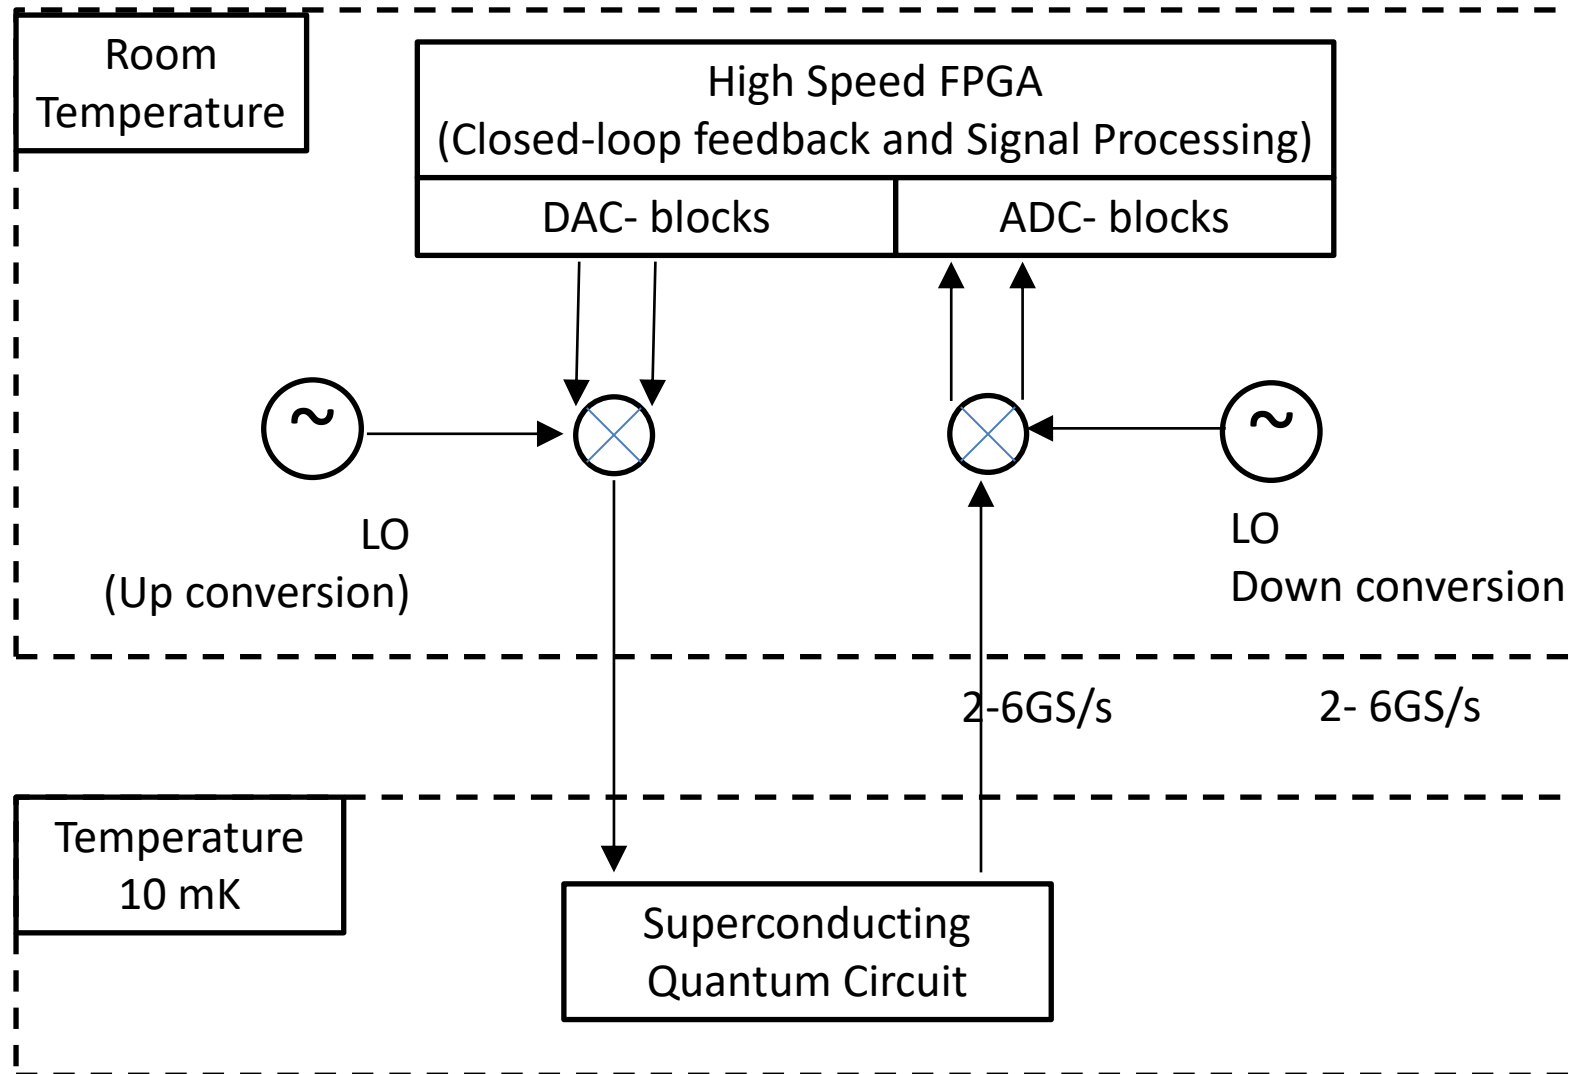 Room
Temperature
High Speed FPGA
(Closed-loop feedback and Signal Processing)
DAC- blocks
ADC- blocks
~
~
LO
(Up conversion)
LO
Down conversion
2-6GS/s
2- 6GS/s
Temperature
10 mK
Superconducting
Quantum Circuit